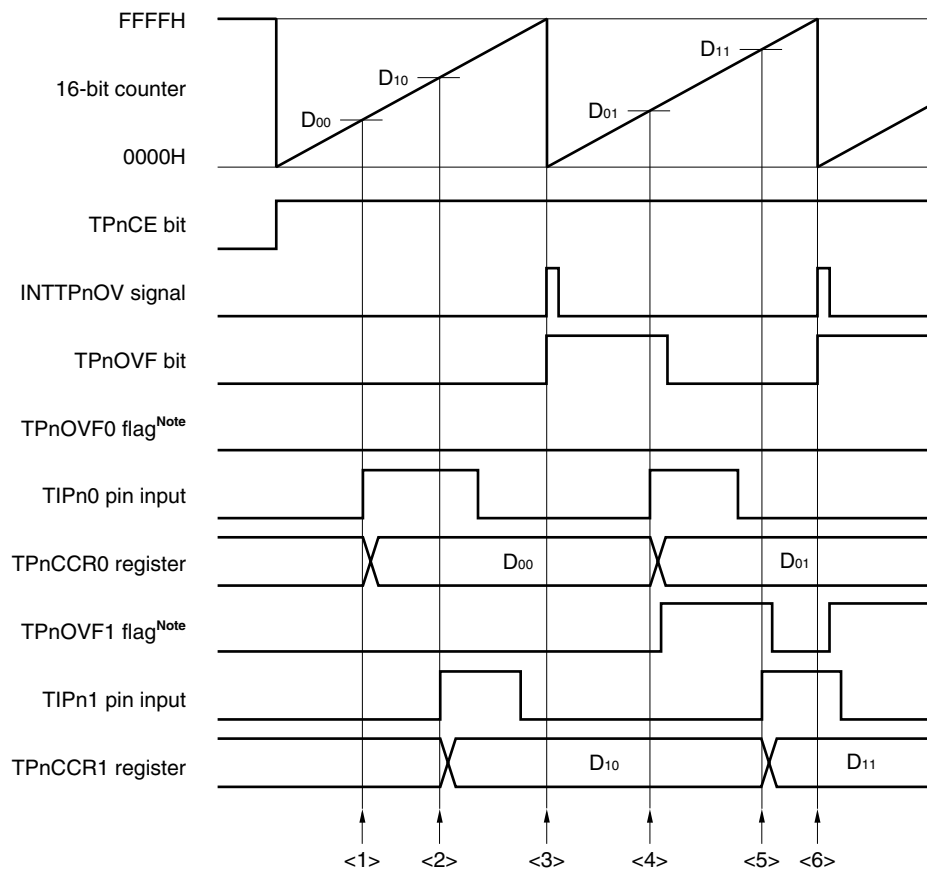 FFFFH
16-bit counter
0000H
D00
D10
D01
D11
TPnCE bit
INTTPnOV signal
TPnOVF bit
TPnOVF0 flagNote
TIPn0 pin input
TPnCCR0 register
D00
D01
TPnOVF1 flagNote
TIPn1 pin input
TPnCCR1 register
D10
D11
<1> <2> <3> <4> <5> <6>